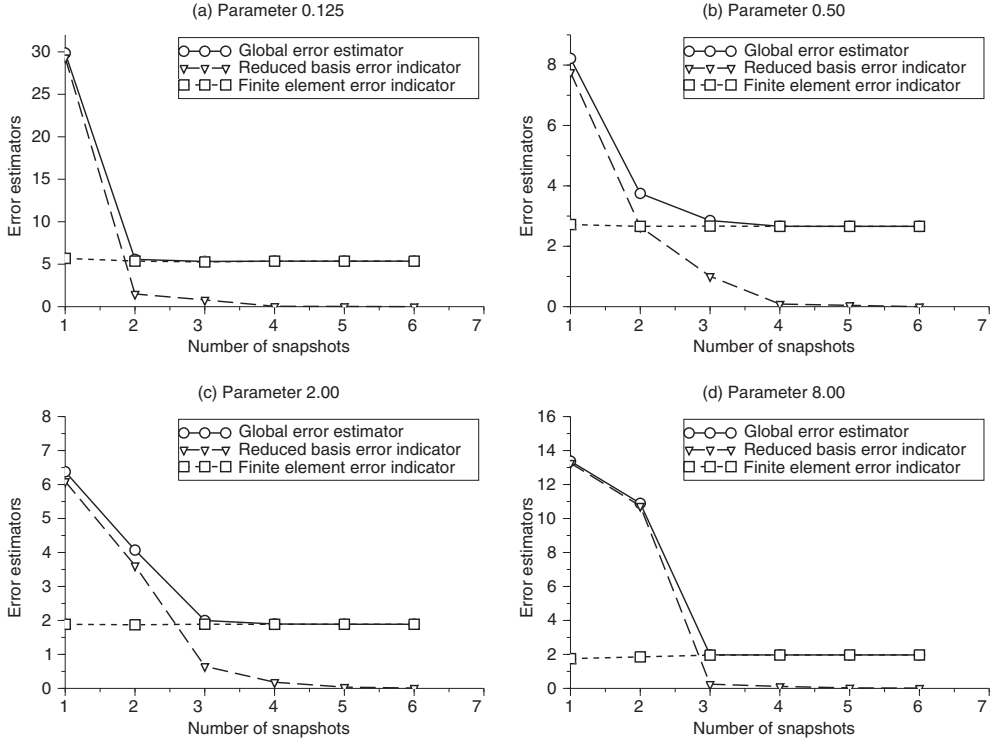 (a) Parameter 0.125
Global error estimator
Reduced basis error indicator
Finite element error indicator
30
25
20
15
10
5
0
Error estimators
1 2 3 4 5 6 7
Number of snapshots
(b) Parameter 0.50
Global error estimator
Reduced basis error indicator
Finite element error indicator
8
6
4
2
0
Error estimators
1 2 3 4 5 6 7
Number of snapshots
(c) Parameter 2.00
Global error estimator
Reduced basis error indicator
Finite element error indicator
8
7
6
5
4
3
2
1
0
Error estimators
1 2 3 4 5 6 7
Number of snapshots
(d) Parameter 8.00
Global error estimator
Reduced basis error indicator
Finite element error indicator
16
14
12
10
8
6
4
2
0
Error estimators
1 2 3 4 5 6 7
Number of snapshots